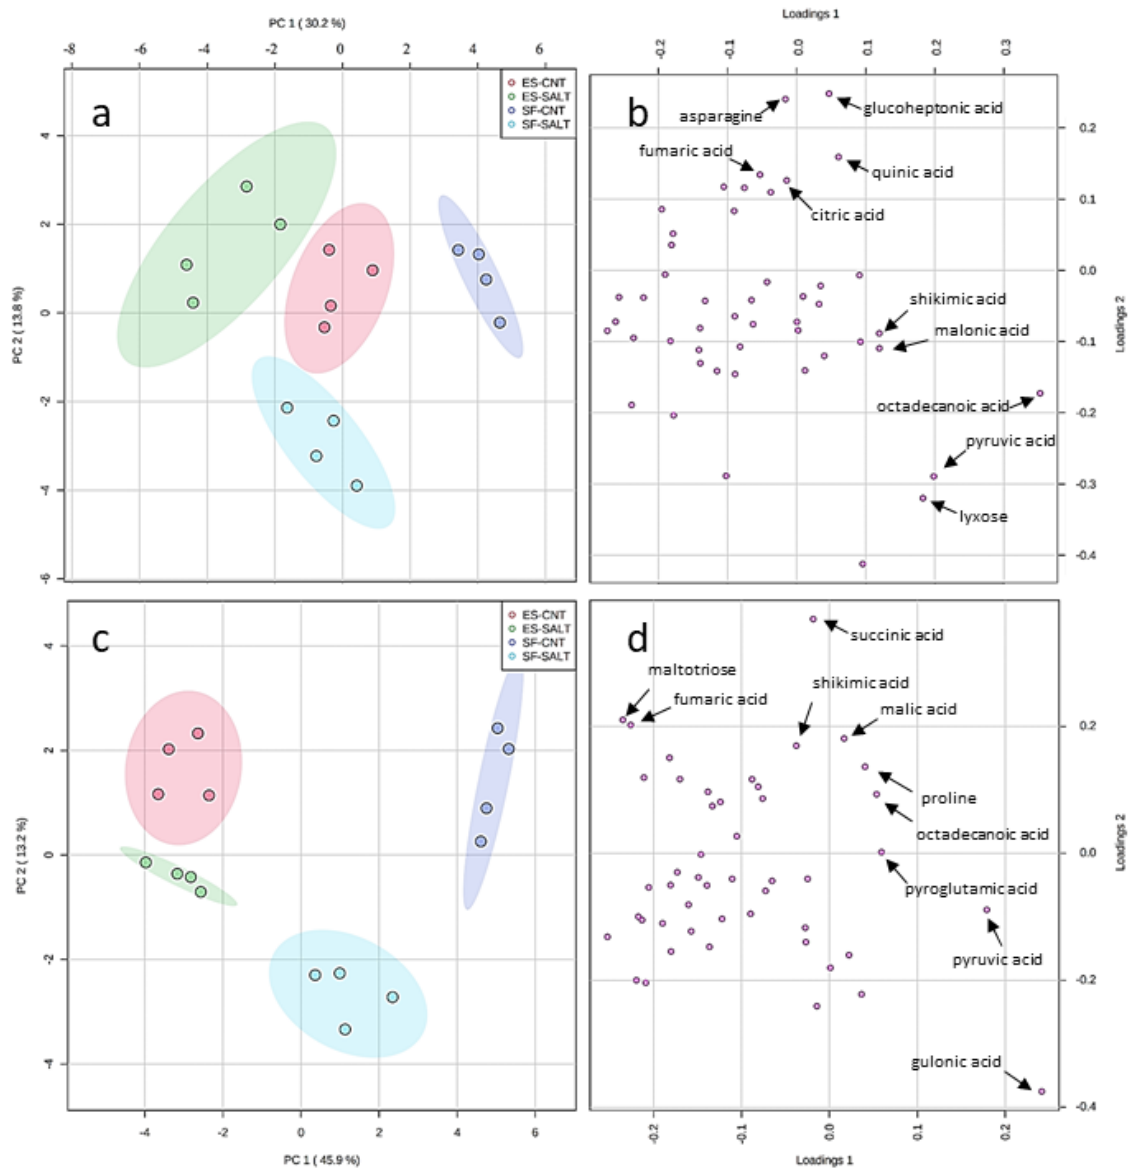 PC 1 ( 30.2 %)
-8 -6 -4 -2 0 2 4 6
a
ES-CNT
ES-SALT
SF-CNT
SF-SALT
4
2
0
-2
-4
-6
PC 2 ( 13.8 %)
Loadings 1
-0.2 -0.1 0.0 0.1 0.2 0.3
b
asparagine
glucoheptonic acid
fumaric acid
quinic acid
citric acid
shikimic acid
malonic acid
octadecanoic acid
pyruvic acid
lyxose
0.2
0.1
0.0
-0.1
-0.2
-0.3
-0.4
Loadings 2
c
ES-CNT
ES-SALT
SF-CNT
SF-SALT
4
2
0
-2
-4
PC 2 ( 13.2 %)
-4 -2 0 2 4 6
PC 1 ( 45.9 %)
d
succinic acid
maltotriose
shikimic acid
fumaric acid
malic acid
proline
octadecanoic acid
pyroglutamic acid
pyruvic acid
gulonic acid
0.2
0.0
-0.2
-0.4
Loadings 2
-0.2 -0.1 0.0 0.1 0.2
Loadings 1